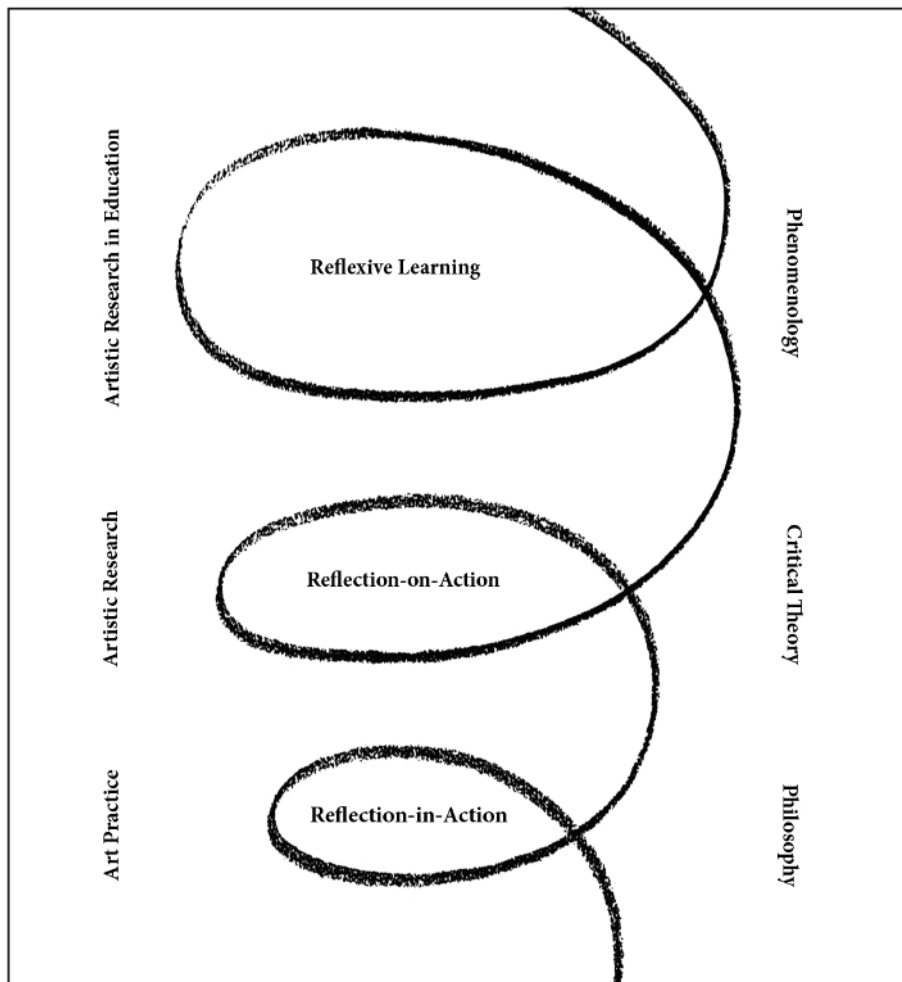 Artistic Research in Education
Reflexive Learning
Phenomenology
Artistic Research
Reflection-on-Action
Critical Theory
Art Practice
Reflection-in-Action
Philosophy